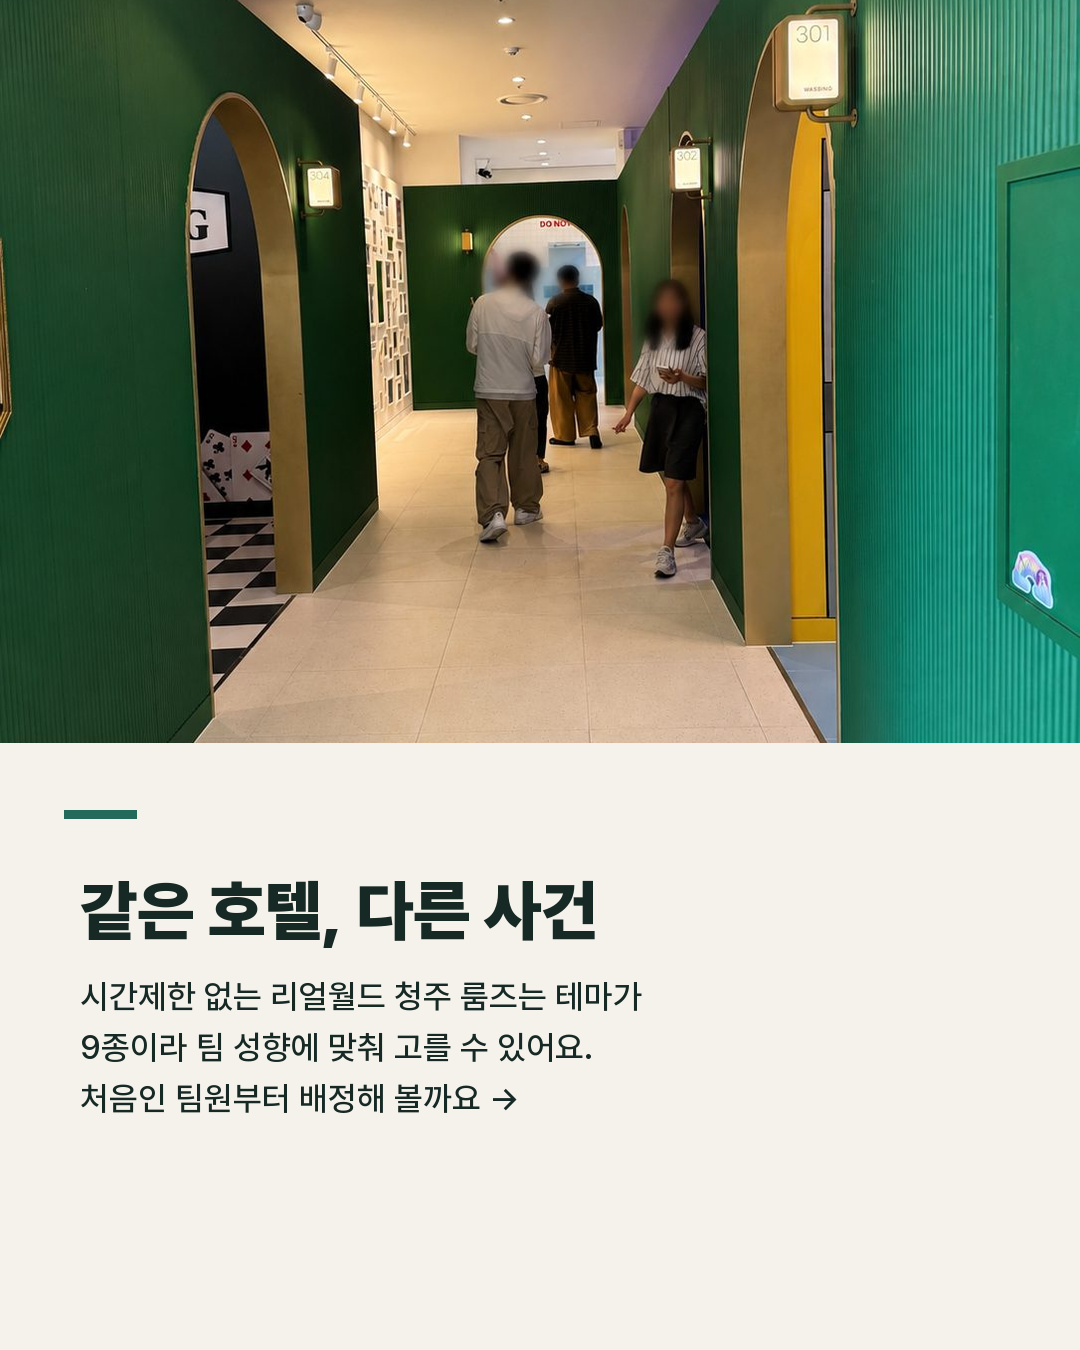 301
WASSING
302
304
G
DO NOT
같은 호텔, 다른 사건
시간제한 없는 리얼월드 청주 룸즈는 테마가
9종이라 팀 성향에 맞춰 고를 수 있어요.
처음인 팀원부터 배정해 볼까요 →